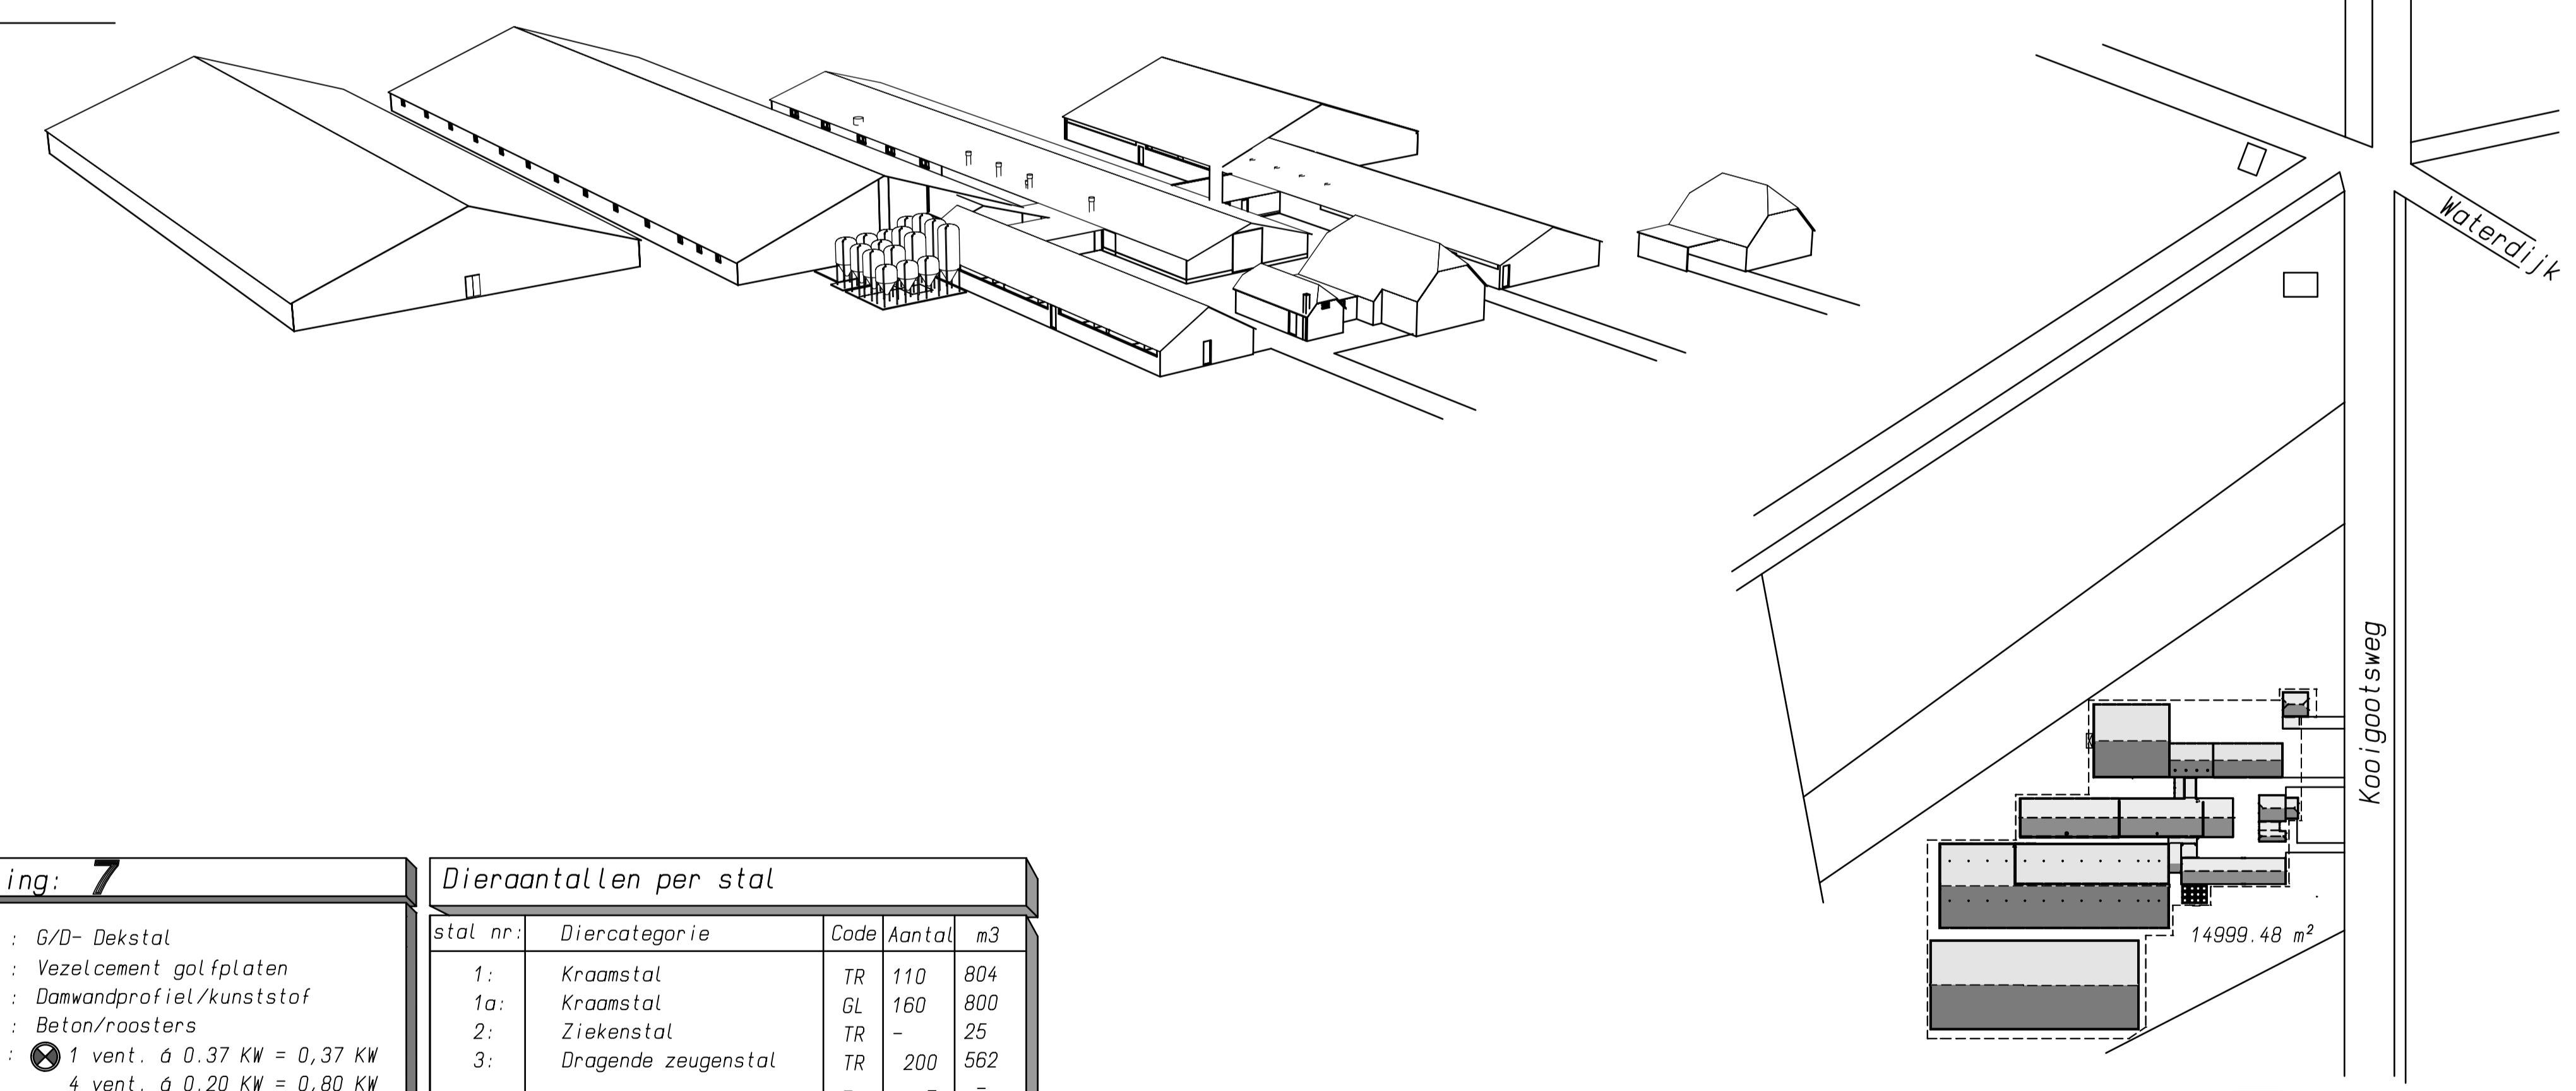 Waterdijk
Kooigootsweg
14999.48 m²
ing: 7
: G/D- Dekstal
: Vezelcement golfplaten
: Damwandprofiel/kunststof
: Beton/roosters
: 1 vent. á 0.37 KW = 0,37 KW
4 vent. á 0.20 KW = 0,80 KW
Dieraantallen per stal
stal nr: Diercategorie Code Aantal m3
1: Kraamstal TR 110 804
1a: Kraamstal GL 160 800
2: Ziekenstal TR - 25
3: Dragende zeugenstal TR 200 562